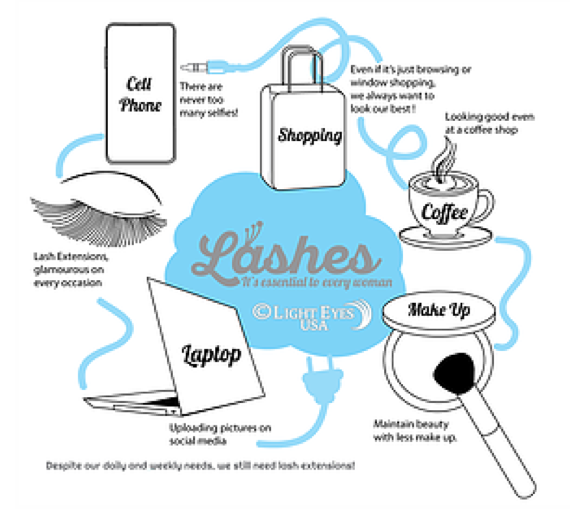 Cell
Phone
There are
never too
many selfies!
Shopping
Even if it's just browsing or
window shopping,
we always want to
look our best!
Looking good even
at a coffee shop
Coffee
Lash Extensions,
glamourous on
every occasion
Lashes
It's essential to every woman
© LIGHT EYES
USA
Make Up
Laptop
Uploading pictures on
social media
Maintain beauty
with less make up.
Despite our daily and weekly needs, we still need lash extensions!